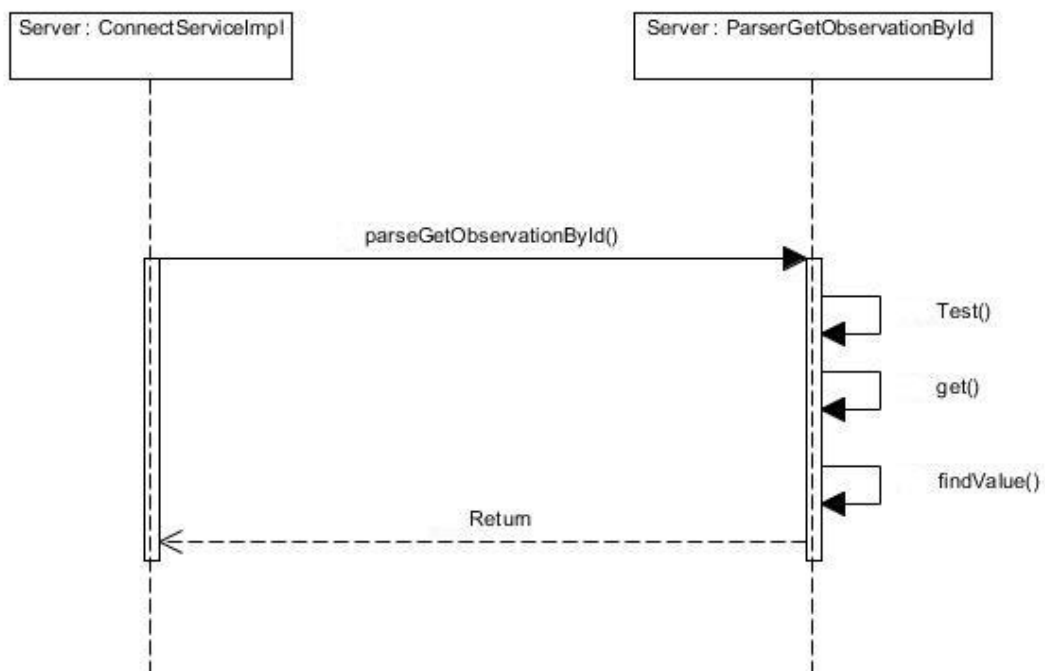 Server : ConnectServiceImpl
Server : ParserGetObservationById
parseGetObservationById()
Test()
get()
findValue()
Return